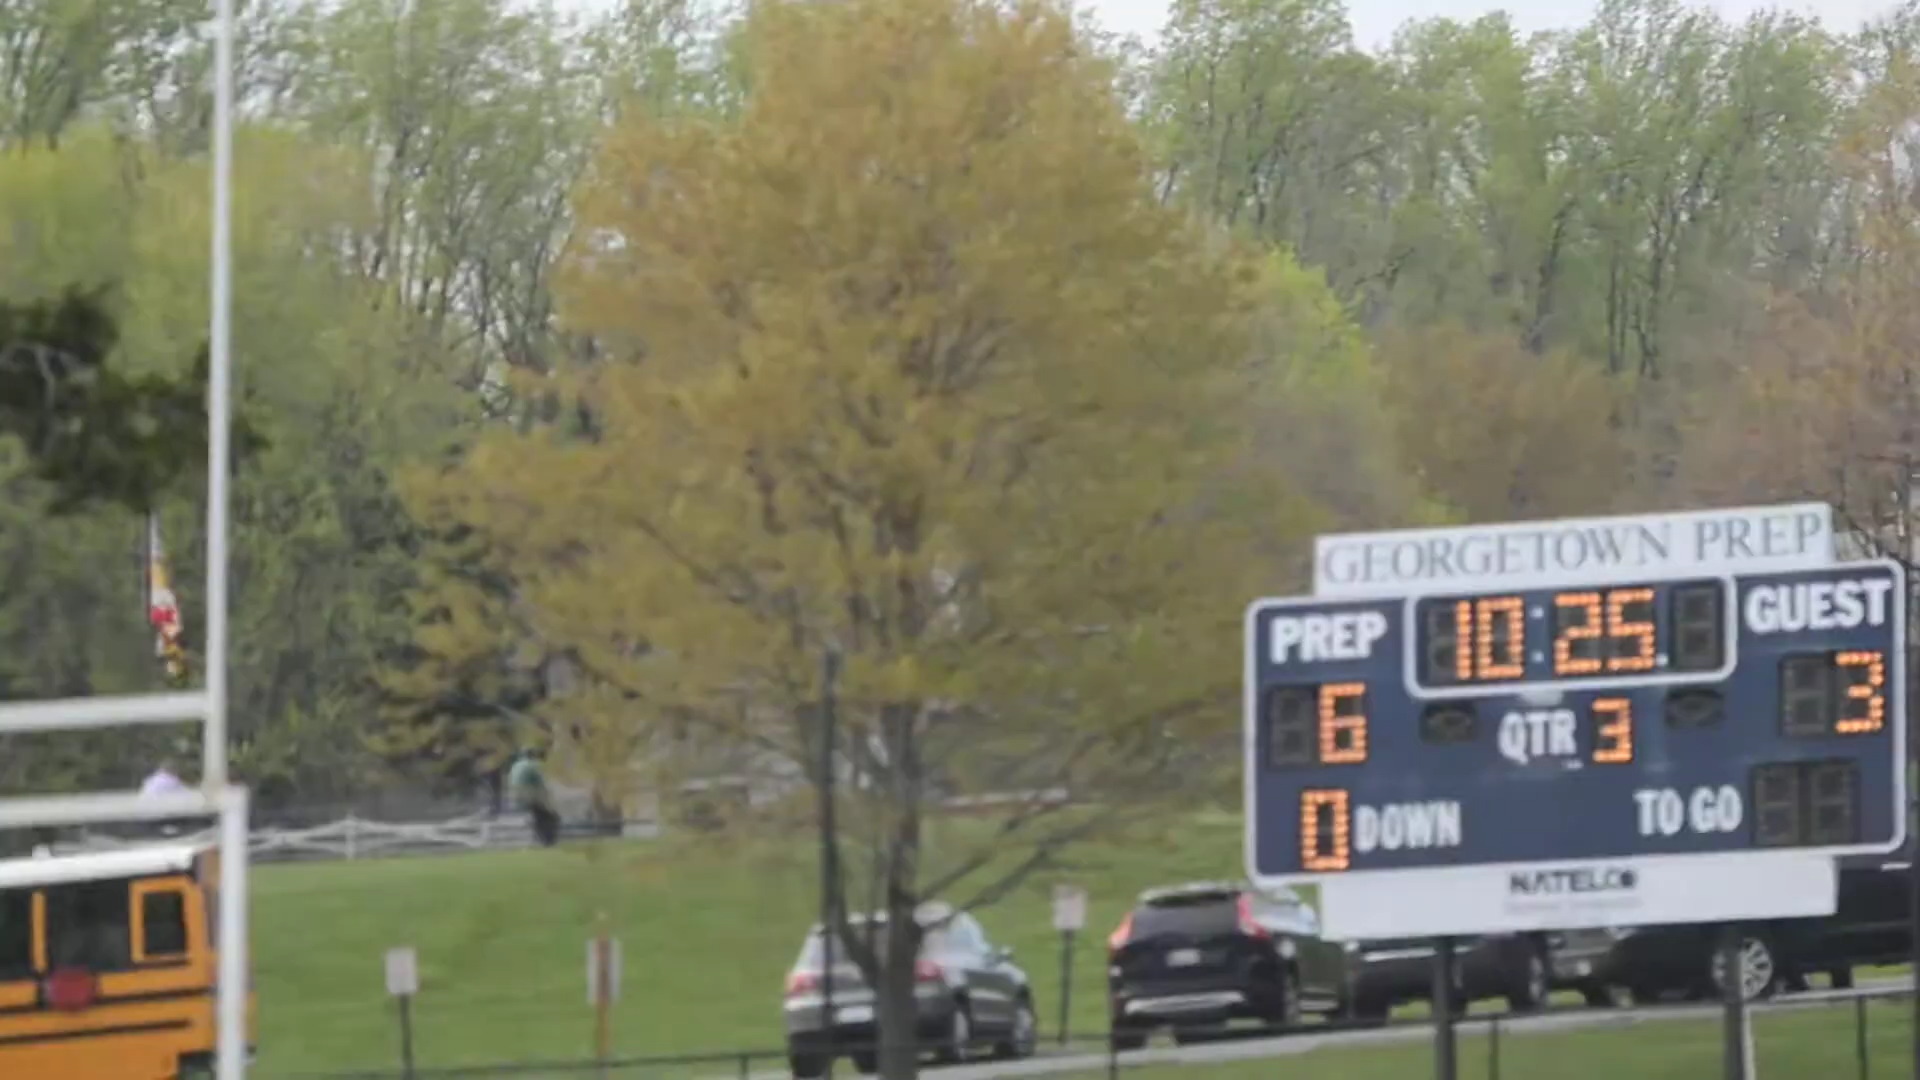 GEORGETOWN PREP
PREP 10:25 GUEST
6 QTR 3 3
0 DOWN TO GO
NATELCO